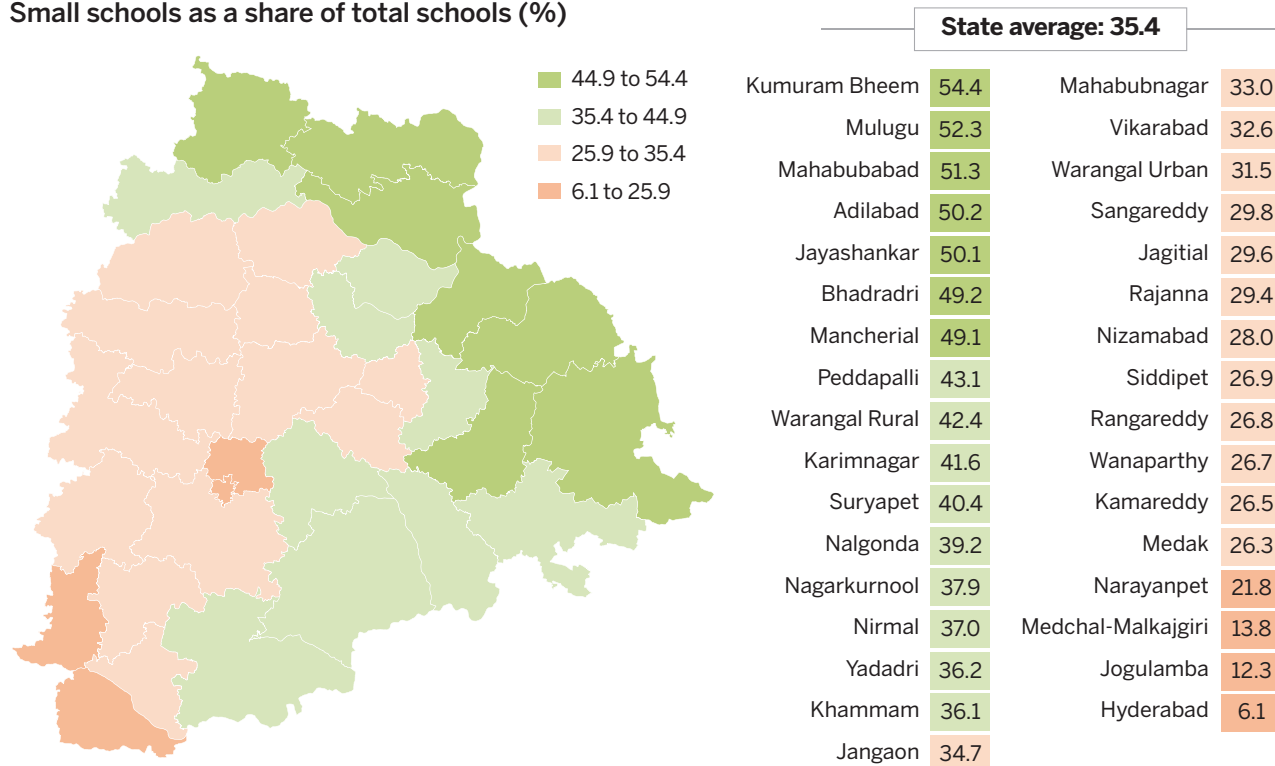 Small schools as a share of total schools (%)
44.9 to 54.4
35.4 to 44.9
25.9 to 35.4
6.1 to 25.9
State average: 35.4
Kumuram Bheem 54.4
Mulugu 52.3
Mahabubabad 51.3
Adilabad 50.2
Jayashankar 50.1
Bhadradri 49.2
Mancherial 49.1
Peddapalli 43.1
Warangal Rural 42.4
Karimnagar 41.6
Suryapet 40.4
Nalgonda 39.2
Nagarkurnool 37.9
Nirmal 37.0
Yadadri 36.2
Khammam 36.1
Jangaon 34.7
Mahabubnagar 33.0
Vikarabad 32.6
Warangal Urban 31.5
Sangareddy 29.8
Jagitial 29.6
Rajanna 29.4
Nizamabad 28.0
Siddipet 26.9
Rangareddy 26.8
Wanaparthy 26.7
Kamareddy 26.5
Medak 26.3
Narayanpet 21.8
Medchal-Malkajgiri 13.8
Jogulamba 12.3
Hyderabad 6.1